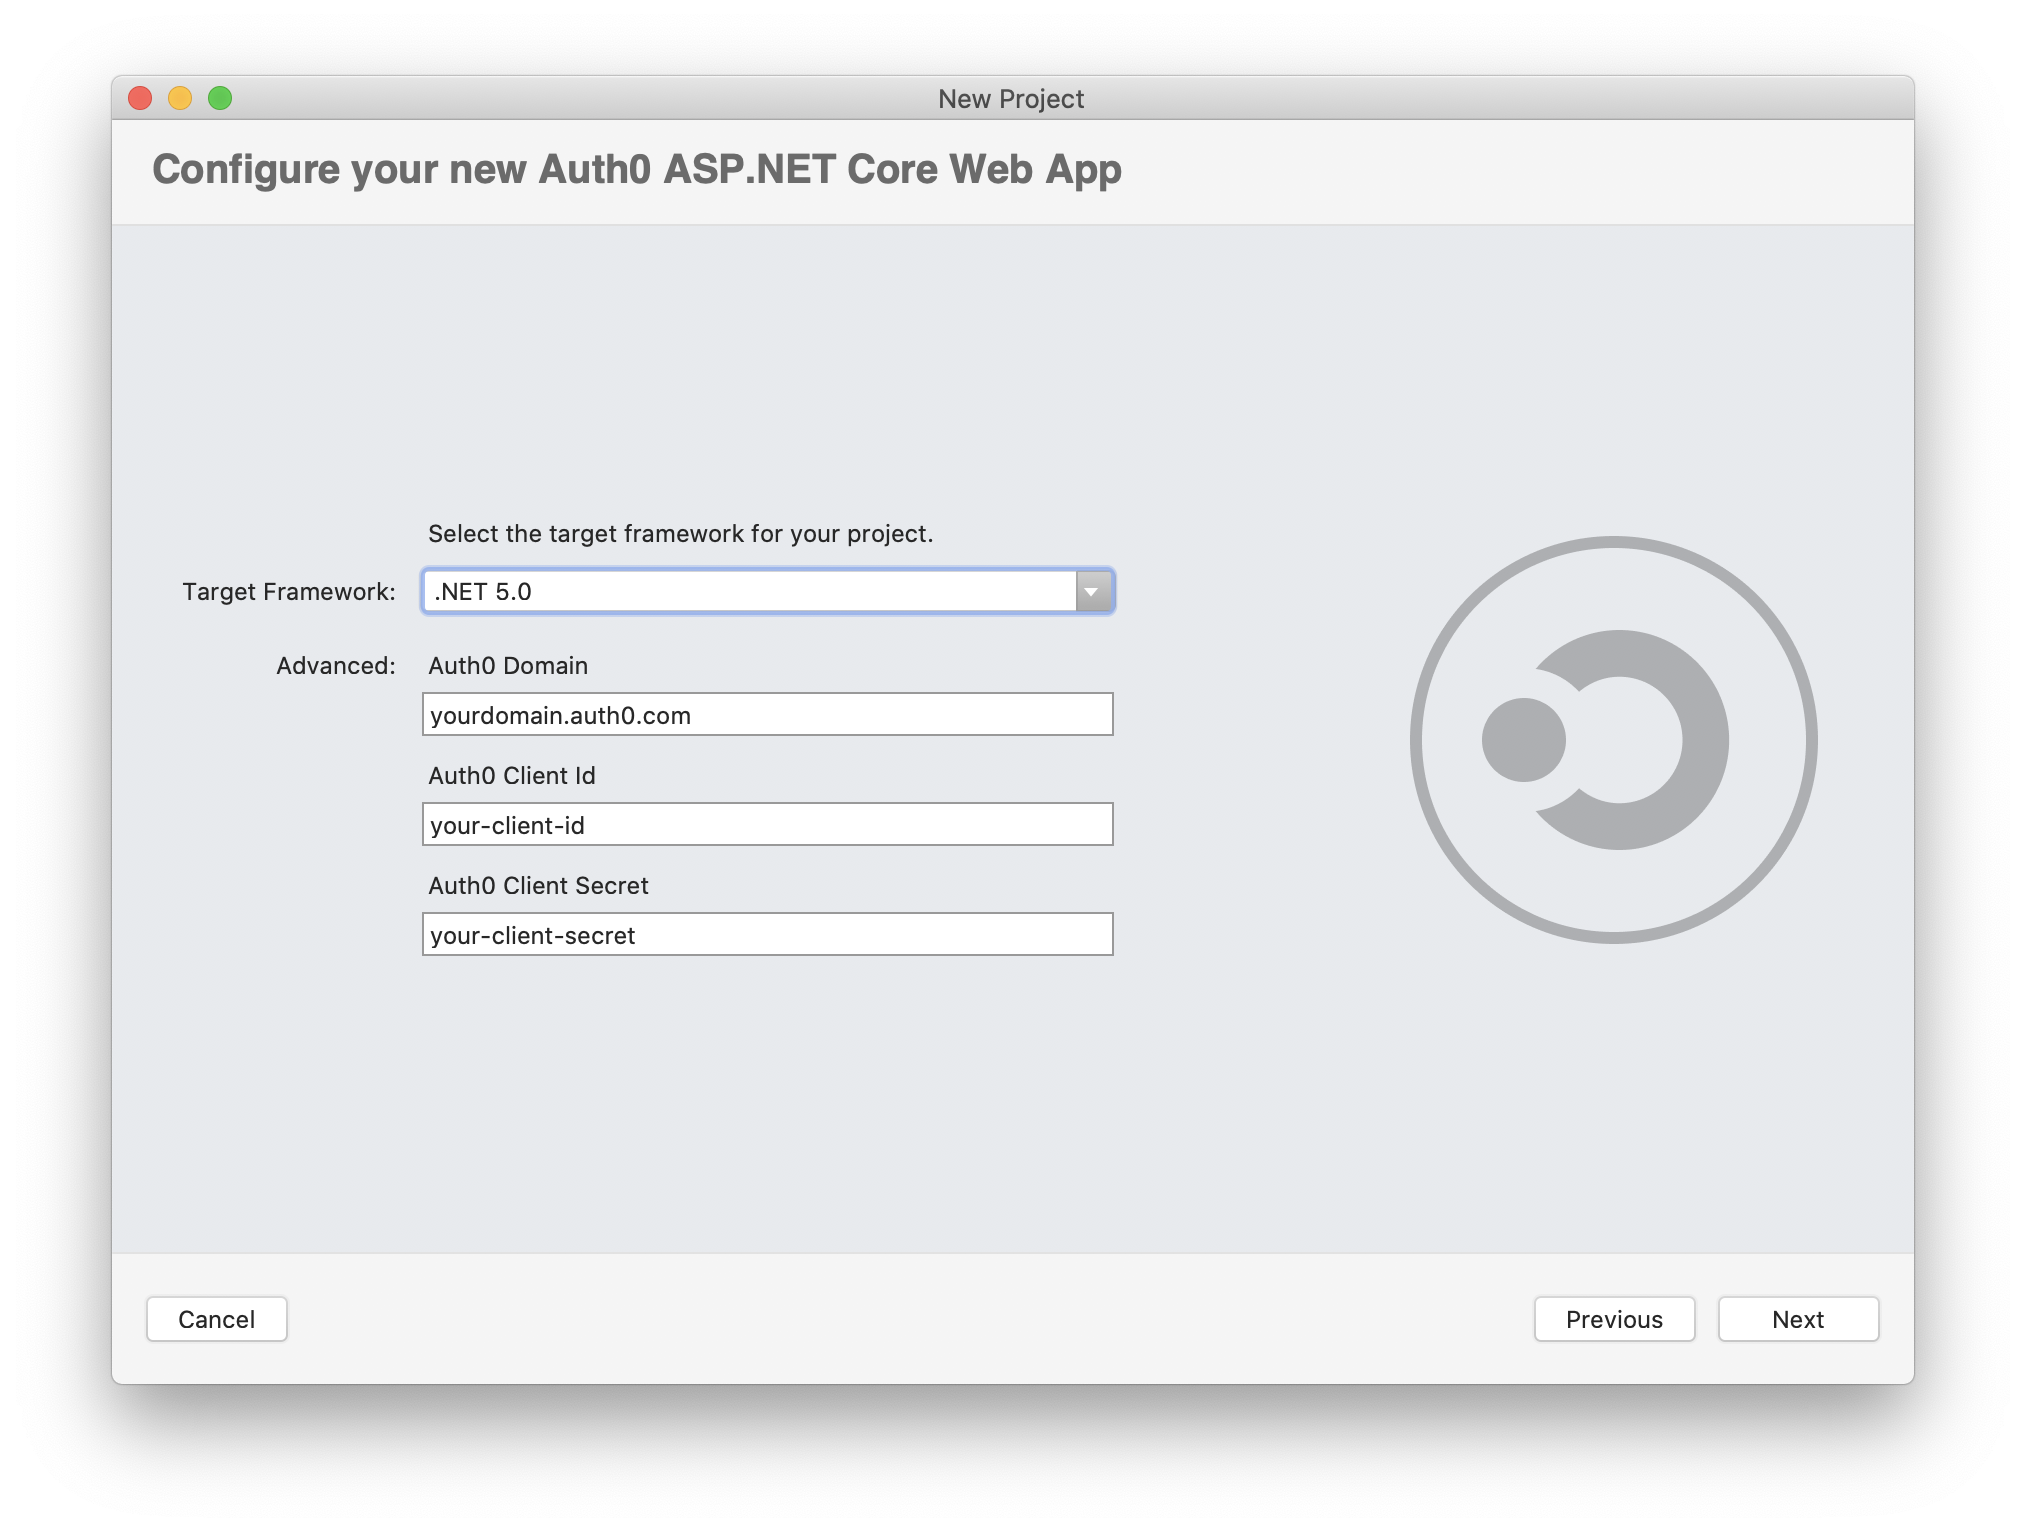 New Project
Configure your new Auth0 ASP.NET Core Web App
Select the target framework for your project.
Target Framework: .NET 5.0
Advanced: Auth0 Domain
yourdomain.auth0.com
Auth0 Client Id
your-client-id
Auth0 Client Secret
your-client-secret
Cancel Previous Next